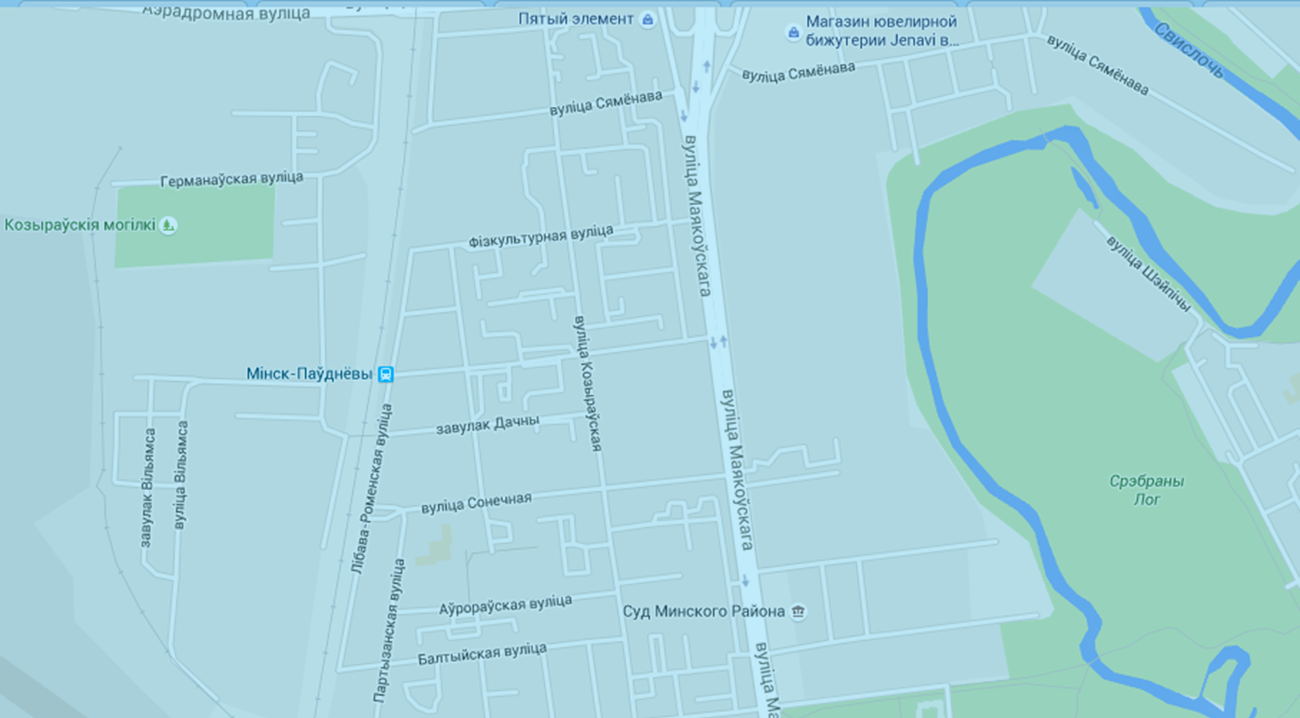 Аэрадромная вуліца
Пятый элемент
Магазин ювелирной
бижутерии Jenavi в...
Свислочь
вуліца Сямёнава
вуліца Сямёнава
вуліца Сямёнава
вуліца Маякоўскага
Германаўская вуліца
Козыраўскія могілкі
Фізкультурная вуліца
вуліца Шэйпічы
вуліца Козыраўская
Мінск-Паўднёвы
вуліца Маякоўскага
завулак Дачны
Лібава-Роменская вуліца
завулак Вільямса
вуліца Вільямса
вуліца Сонечная
Срэбраны
Лог
Партызанская вуліца
Аўрораўская вуліца
Суд Минского Района
Балтыйская вуліца
вуліца Ма